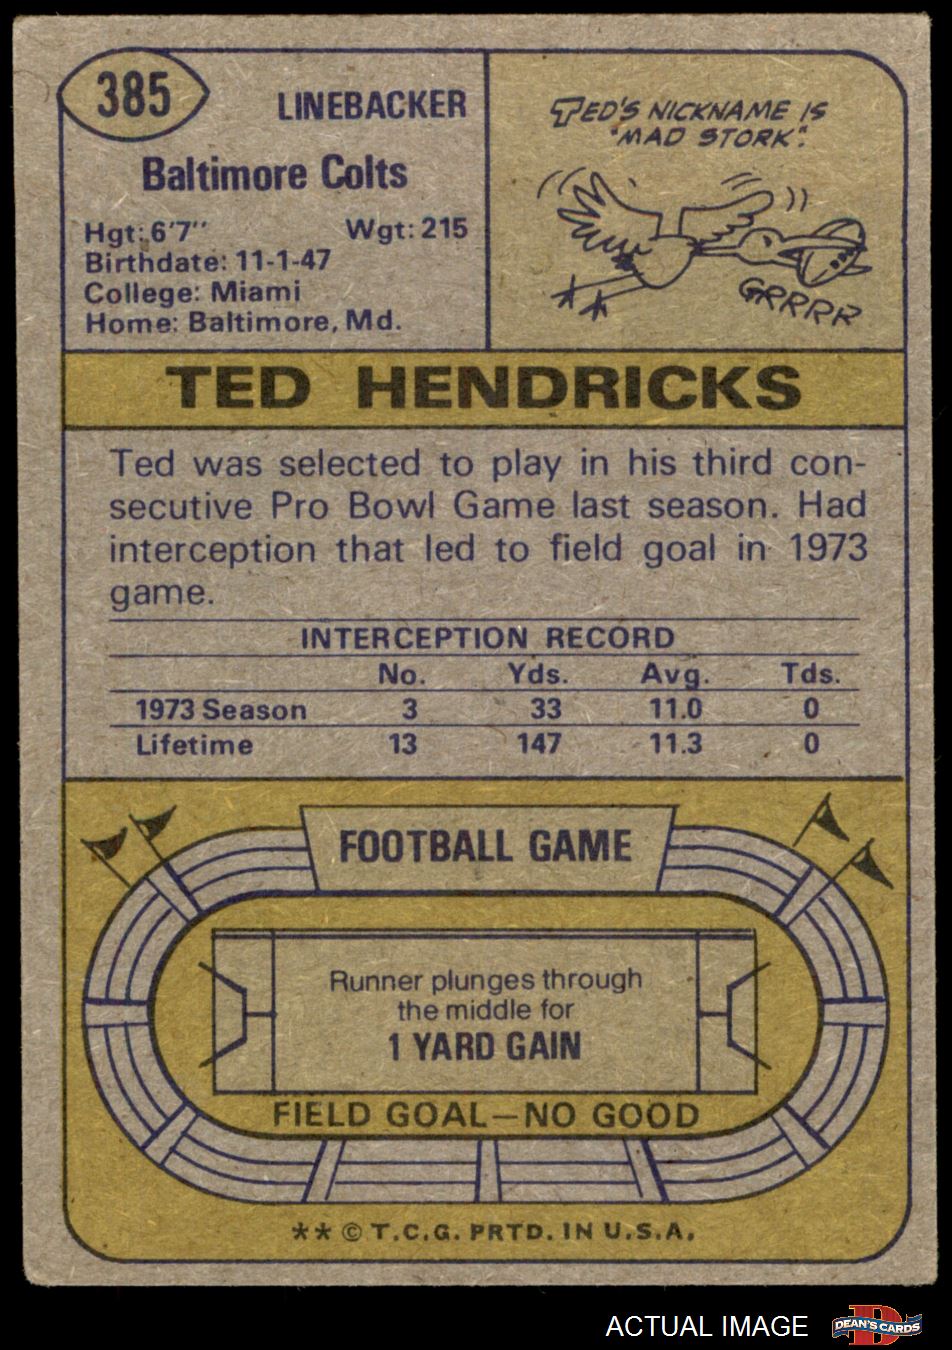 385
LINEBACKER
Baltimore Colts
Hgt: 6'7" Wgt: 215
Birthdate: 11-1-47
College: Miami
Home: Baltimore, Md.
TED'S NICKNAME IS
"MAD STORK".
GRRRR
TED HENDRICKS
Ted was selected to play in his third con-
secutive Pro Bowl Game last season. Had
interception that led to field goal in 1973
game.
INTERCEPTION RECORD
No. Yds. Avg. Tds.
1973 Season 3 33 11.0 0
Lifetime 13 147 11.3 0
FOOTBALL GAME
Runner plunges through
the middle for
1 YARD GAIN
FIELD GOAL—NO GOOD
** © T.C.G. PRTD. IN U.S.A.
ACTUAL IMAGE
D
DEAN'S CARDS